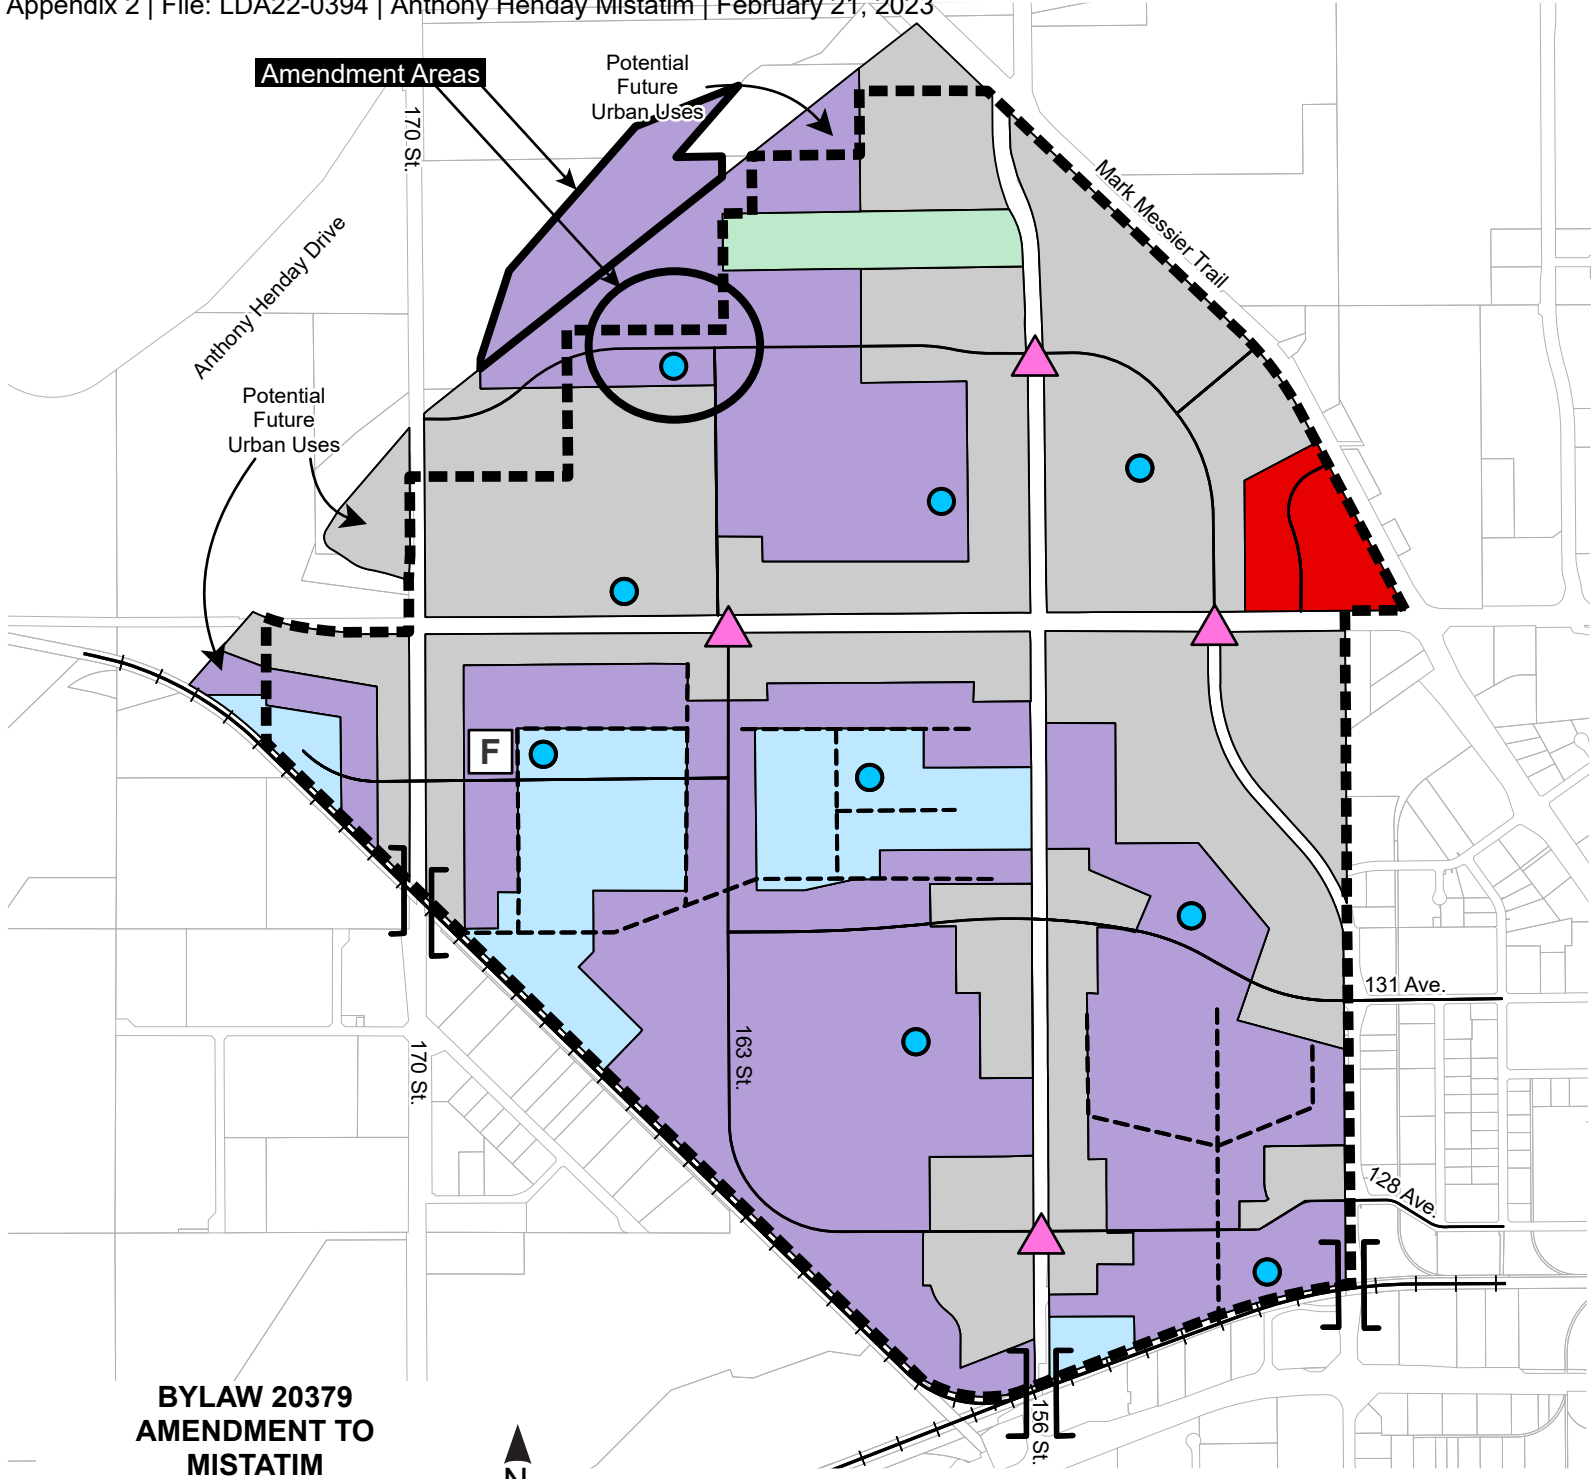 Appendix 2 | File: LDA22-0394 | Anthony Henday Mistatim | February 21, 2023
Amendment Areas
Potential
Future
Urban Uses
170 St.
Mark Messier Trail
Anthony Henday Drive
Potential
Future
Urban Uses
F
131 Ave.
163 St.
170 St.
128 Ave.
156 St.
BYLAW 20379
AMENDMENT TO
MISTATIM
N